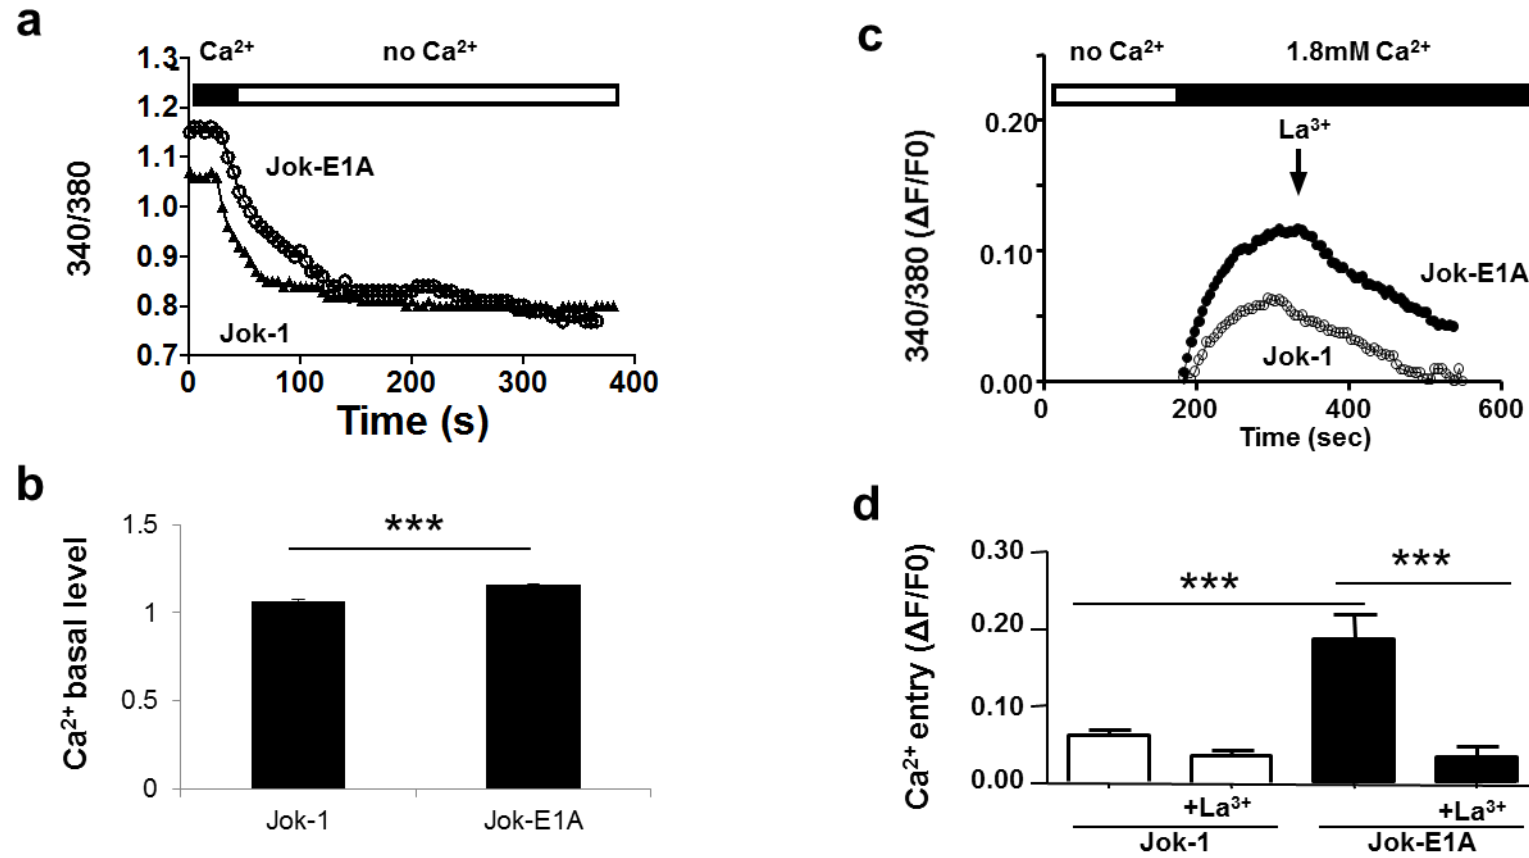 a
Ca²⁺ no Ca²⁺
1.3
1.2
1.1
1.0
0.9
0.8
0.7
340/380
Jok-E1A
Jok-1
0 100 200 300 400
Time (s)
c
no Ca²⁺ 1.8mM Ca²⁺
La³⁺
0.20
0.10
0.00
340/380 (ΔF/F0)
Jok-E1A
Jok-1
0 200 400 600
Time (sec)
b
***
1.5
1
0.5
0
Ca²⁺ basal level
Jok-1 Jok-E1A
d
***
***
0.30
0.20
0.10
0.00
Ca²⁺ entry (ΔF/F0)
+La³⁺ +La³⁺
Jok-1 Jok-E1A